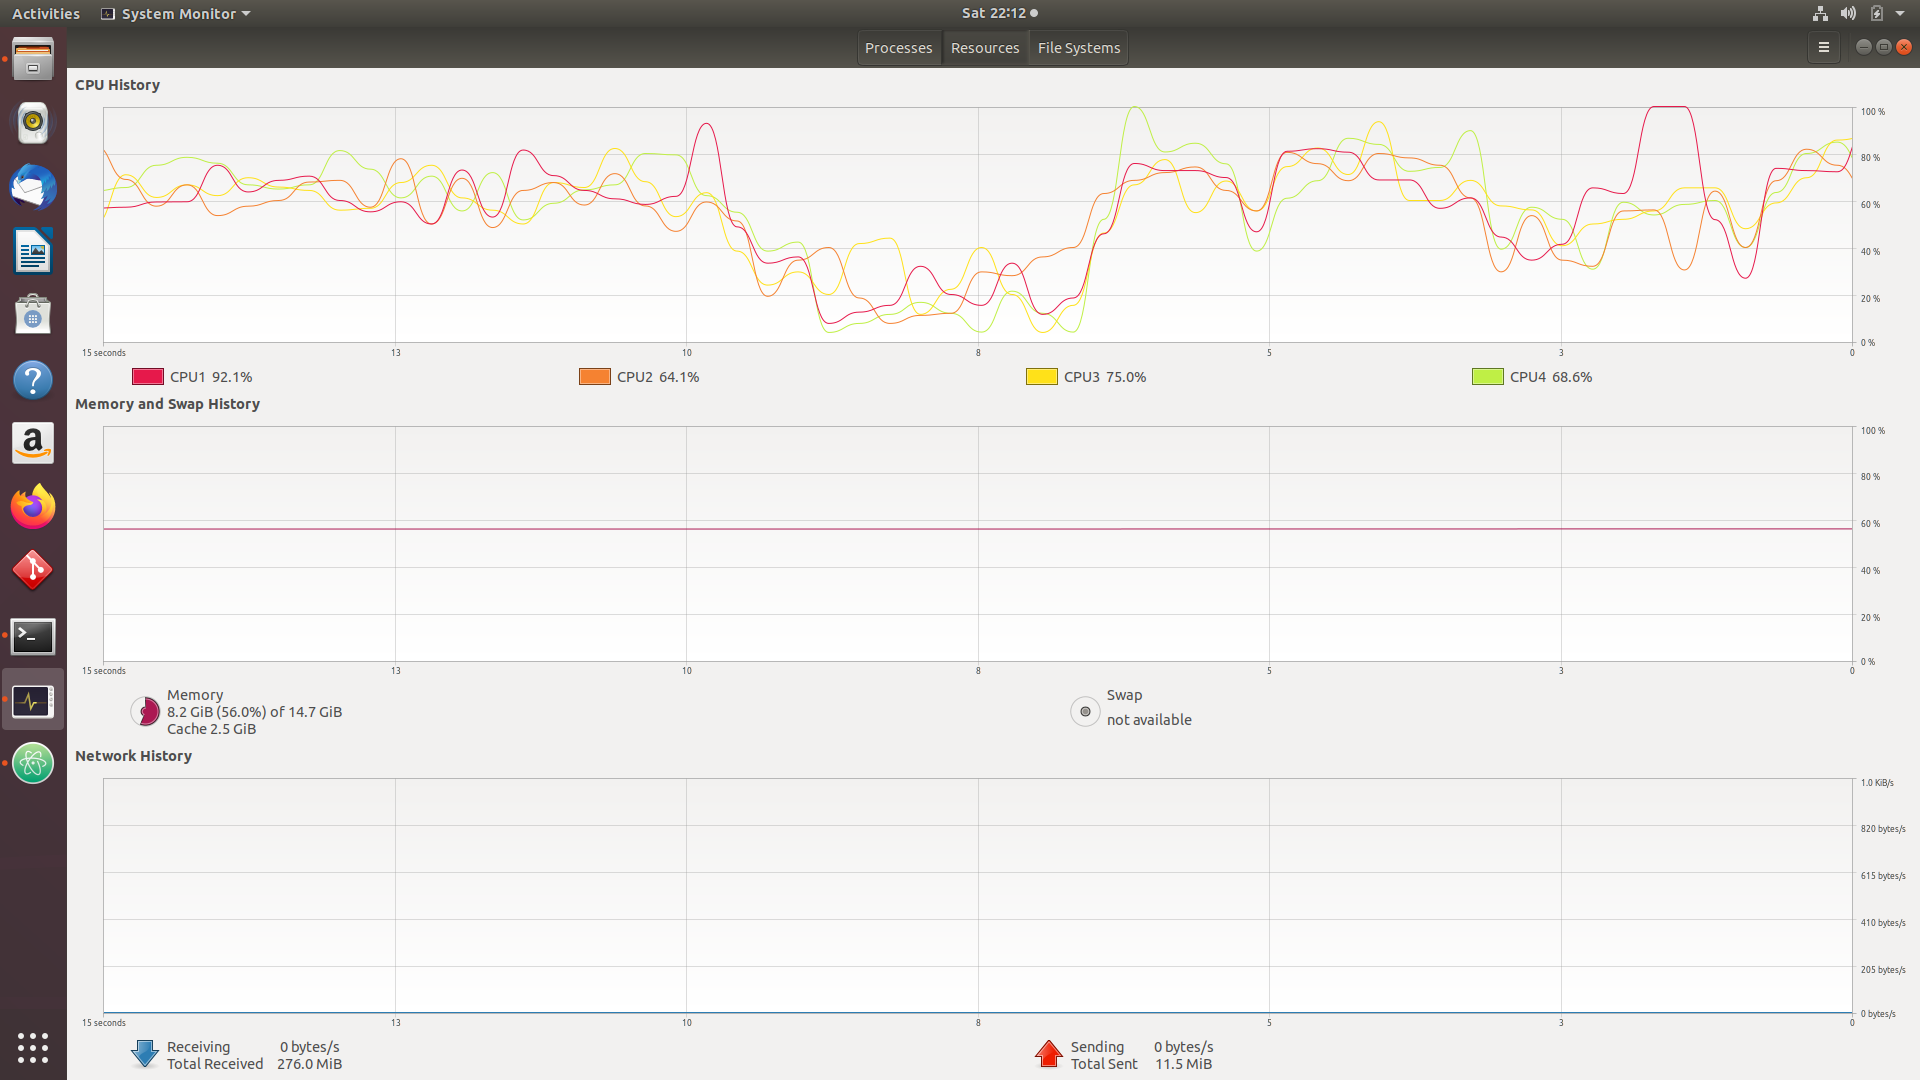 Activities System Monitor Sat 22:12
Processes Resources File Systems
CPU History
100 %
80 %
60 %
40 %
20 %
0 %
15 seconds 13 10 8 5 3 0
CPU1 92.1% CPU2 64.1% CPU3 75.0% CPU4 68.6%
Memory and Swap History
100 %
80 %
60 %
40 %
20 %
0 %
15 seconds 13 10 8 5 3 0
Memory
8.2 GiB (56.0%) of 14.7 GiB
Cache 2.5 GiB
Swap
not available
Network History
1.0 KiB/s
820 bytes/s
615 bytes/s
410 bytes/s
205 bytes/s
0 bytes/s
15 seconds 13 10 8 5 3 0
Receiving 0 bytes/s
Total Received 276.0 MiB
Sending 0 bytes/s
Total Sent 11.5 MiB